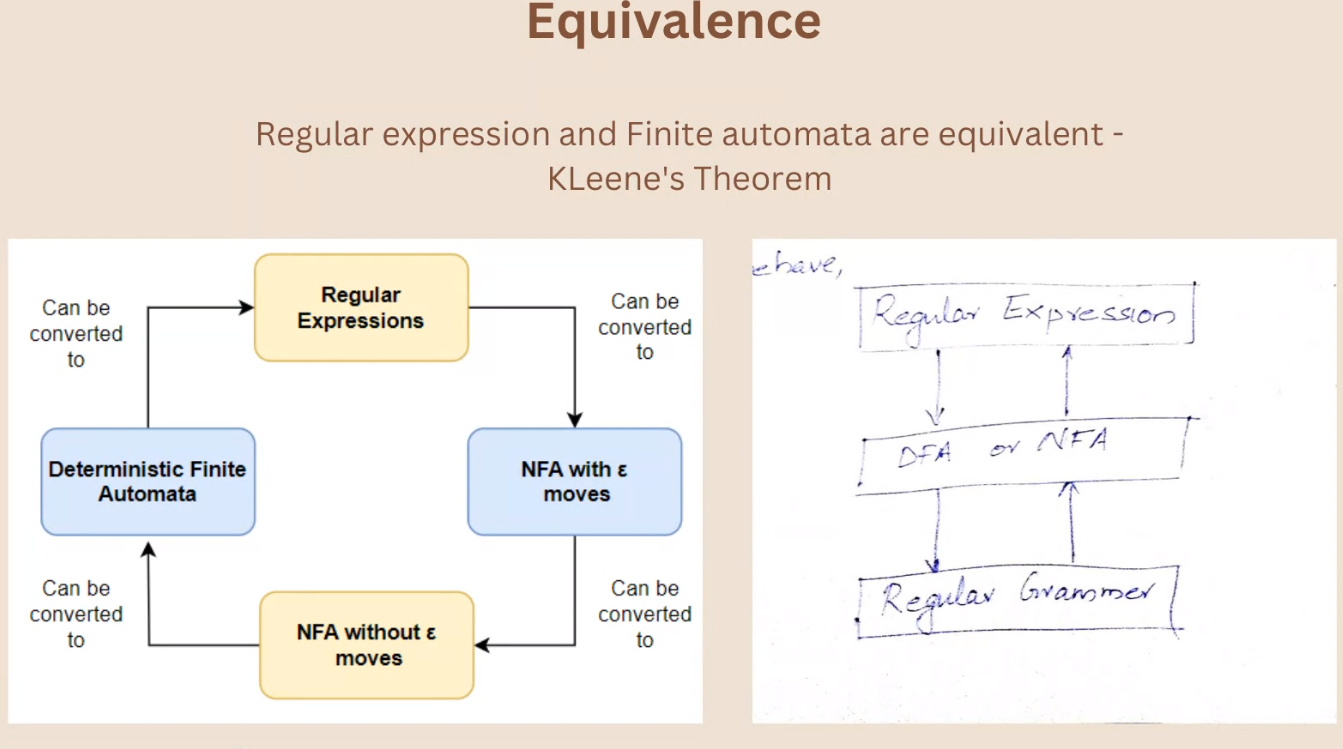 Equivalence
Regular expression and Finite automata are equivalent -
KLeene's Theorem
Can be
converted
to
Regular
Expressions
Can be
converted
to
Deterministic Finite
Automata
NFA with ε
moves
Can be
converted
to
NFA without ε
moves
Can be
converted
to
ehave,
Regular Expression
DFA or NFA
Regular Grammer